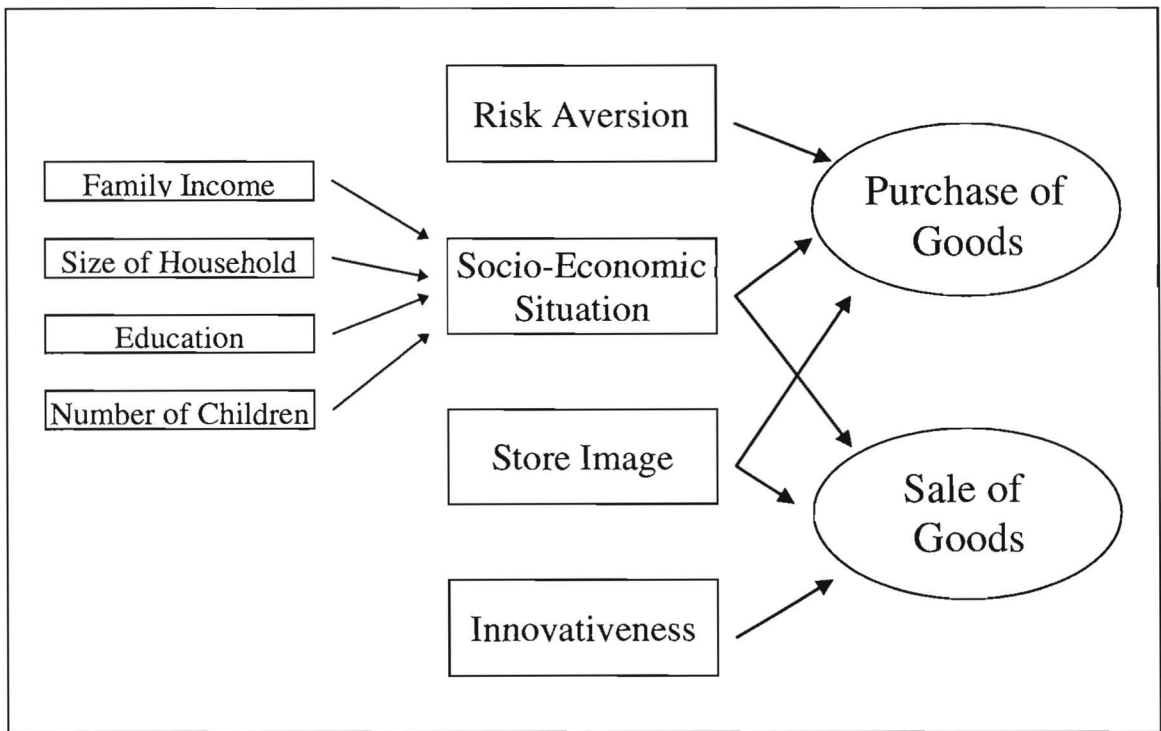 Risk Aversion
Family Income
Size of Household
Education
Number of Children
Socio-Economic
Situation
Store Image
Innovativeness
Purchase of
Goods
Sale of
Goods